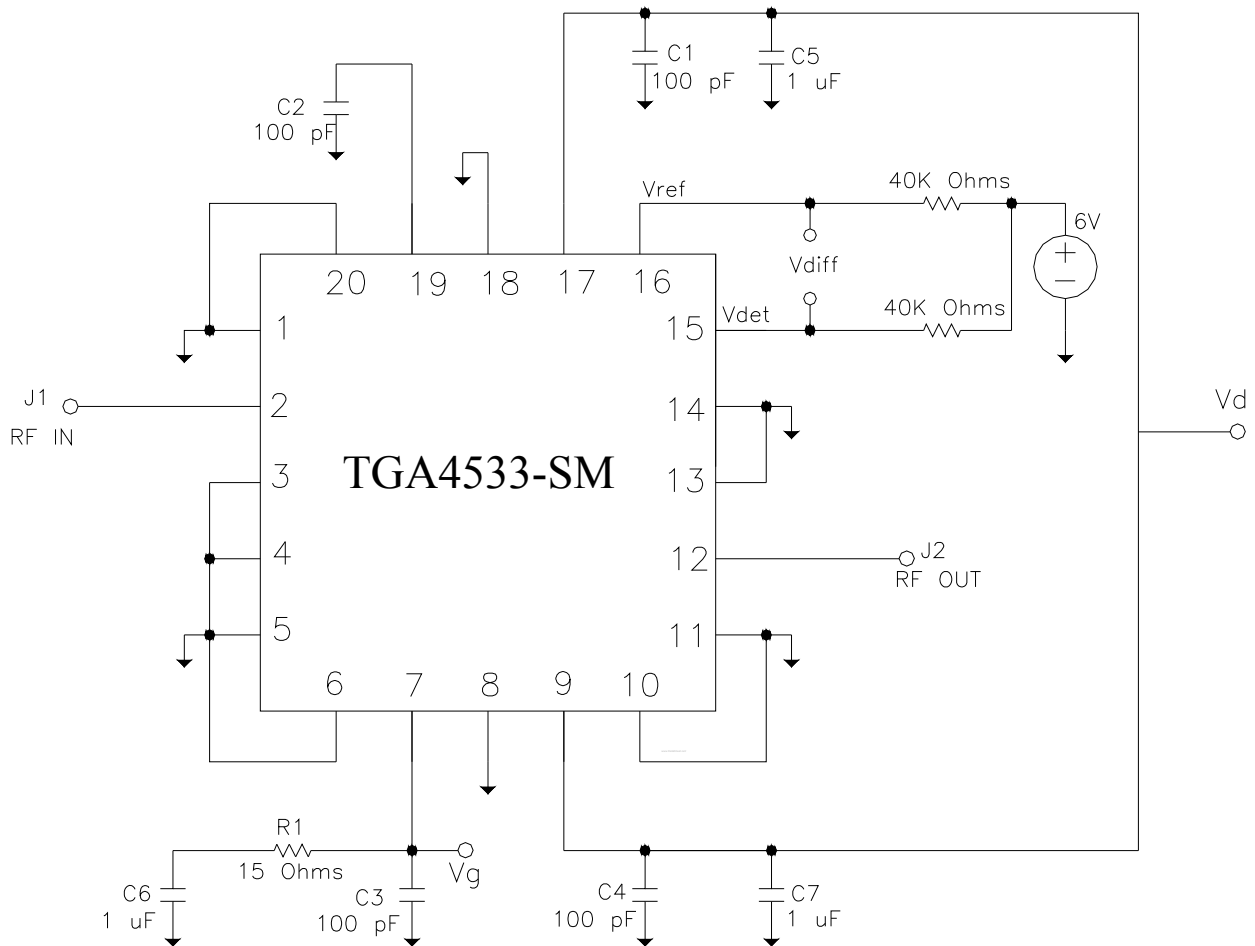 C1
100 pF
C5
1 uF
C2
100 pF
Vref
40K Ohms
6V
+
−
20
19
18
17
16
Vdiff
1
Vdet
40K Ohms
15
J1
RF IN
2
14
Vd
TGA4533-SM
3
13
4
12
J2
RF OUT
5
11
6
7
8
9
10
R1
15 Ohms
Vg
C6
1 uF
C3
100 pF
C4
100 pF
C7
1 uF